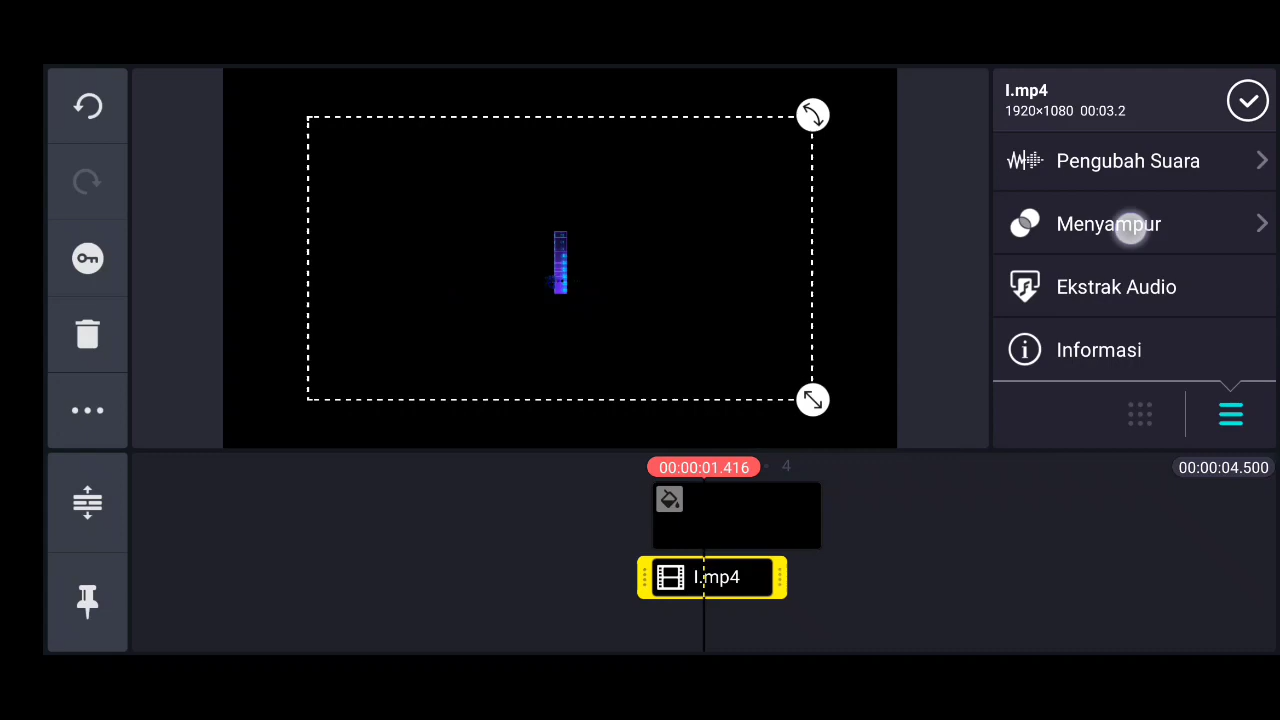 I.mp4
1920×1080 00:03.2
Pengubah Suara
Menyampur
Ekstrak Audio
Informasi
00:00:01.416
4
00:00:04.500
I.mp4